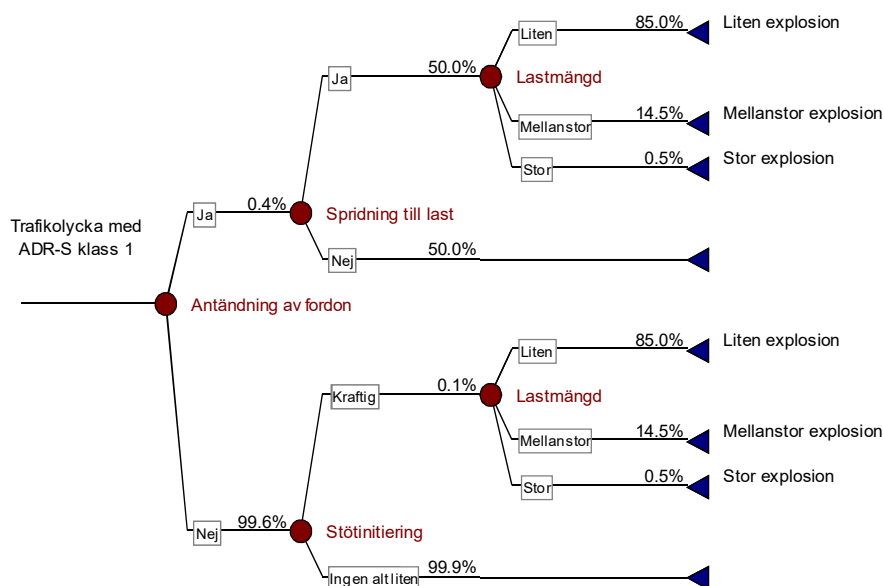 Liten
85.0%
Liten explosion
Ja
50.0%
Lastmängd
Mellanstor
14.5%
Mellanstor explosion
Stor
0.5%
Stor explosion
Ja
0.4%
Spridning till last
Trafikolycka med
ADR-S klass 1
Nej
50.0%
Antändning av fordon
Liten
85.0%
Liten explosion
Kraftig
0.1%
Lastmängd
Mellanstor
14.5%
Mellanstor explosion
Stor
0.5%
Stor explosion
Nej
99.6%
Stötinitiering
Ingen alt liten
99.9%